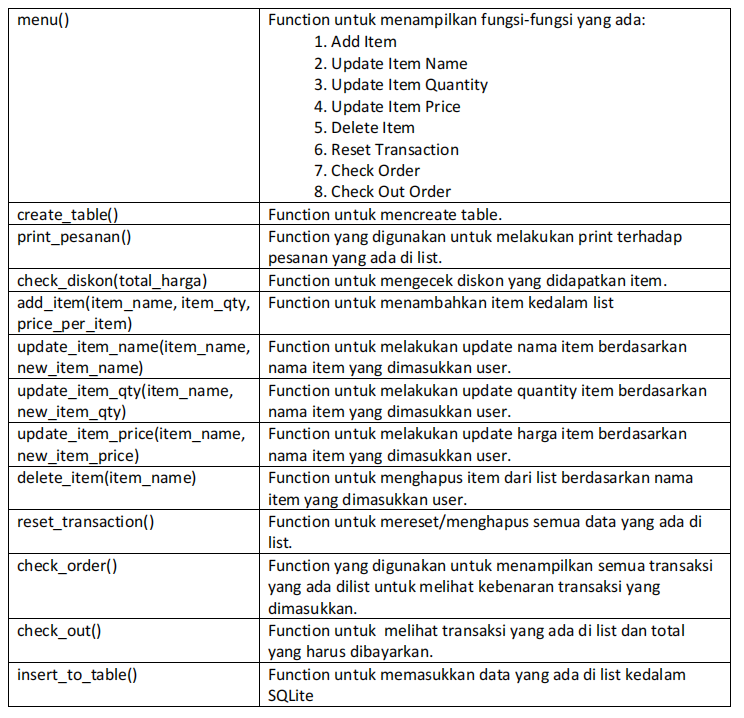 menu()
Function untuk menampilkan fungsi-fungsi yang ada:
1. Add Item
2. Update Item Name
3. Update Item Quantity
4. Update Item Price
5. Delete Item
6. Reset Transaction
7. Check Order
8. Check Out Order
create_table()
Function untuk mencreate table.
print_pesanan()
Function yang digunakan untuk melakukan print terhadap
pesanan yang ada di list.
check_diskon(total_harga)
Function untuk mengecek diskon yang didapatkan item.
add_item(item_name, item_qty,
price_per_item)
Function untuk menambahkan item kedalam list
update_item_name(item_name,
new_item_name)
Function untuk melakukan update nama item berdasarkan
nama item yang dimasukkan user.
update_item_qty(item_name,
new_item_qty)
Function untuk melakukan update quantity item berdasarkan
nama item yang dimasukkan user.
update_item_price(item_name,
new_item_price)
Function untuk melakukan update harga item berdasarkan
nama item yang dimasukkan user.
delete_item(item_name)
Function untuk menghapus item dari list berdasarkan nama
item yang dimasukkan user.
reset_transaction()
Function untuk mereset/menghapus semua data yang ada di
list.
check_order()
Function yang digunakan untuk menampilkan semua transaksi
yang ada dilist untuk melihat kebenaran transaksi yang
dimasukkan.
check_out()
Function untuk  melihat transaksi yang ada di list dan total
yang harus dibayarkan.
insert_to_table()
Function untuk memasukkan data yang ada di list kedalam
SQLite